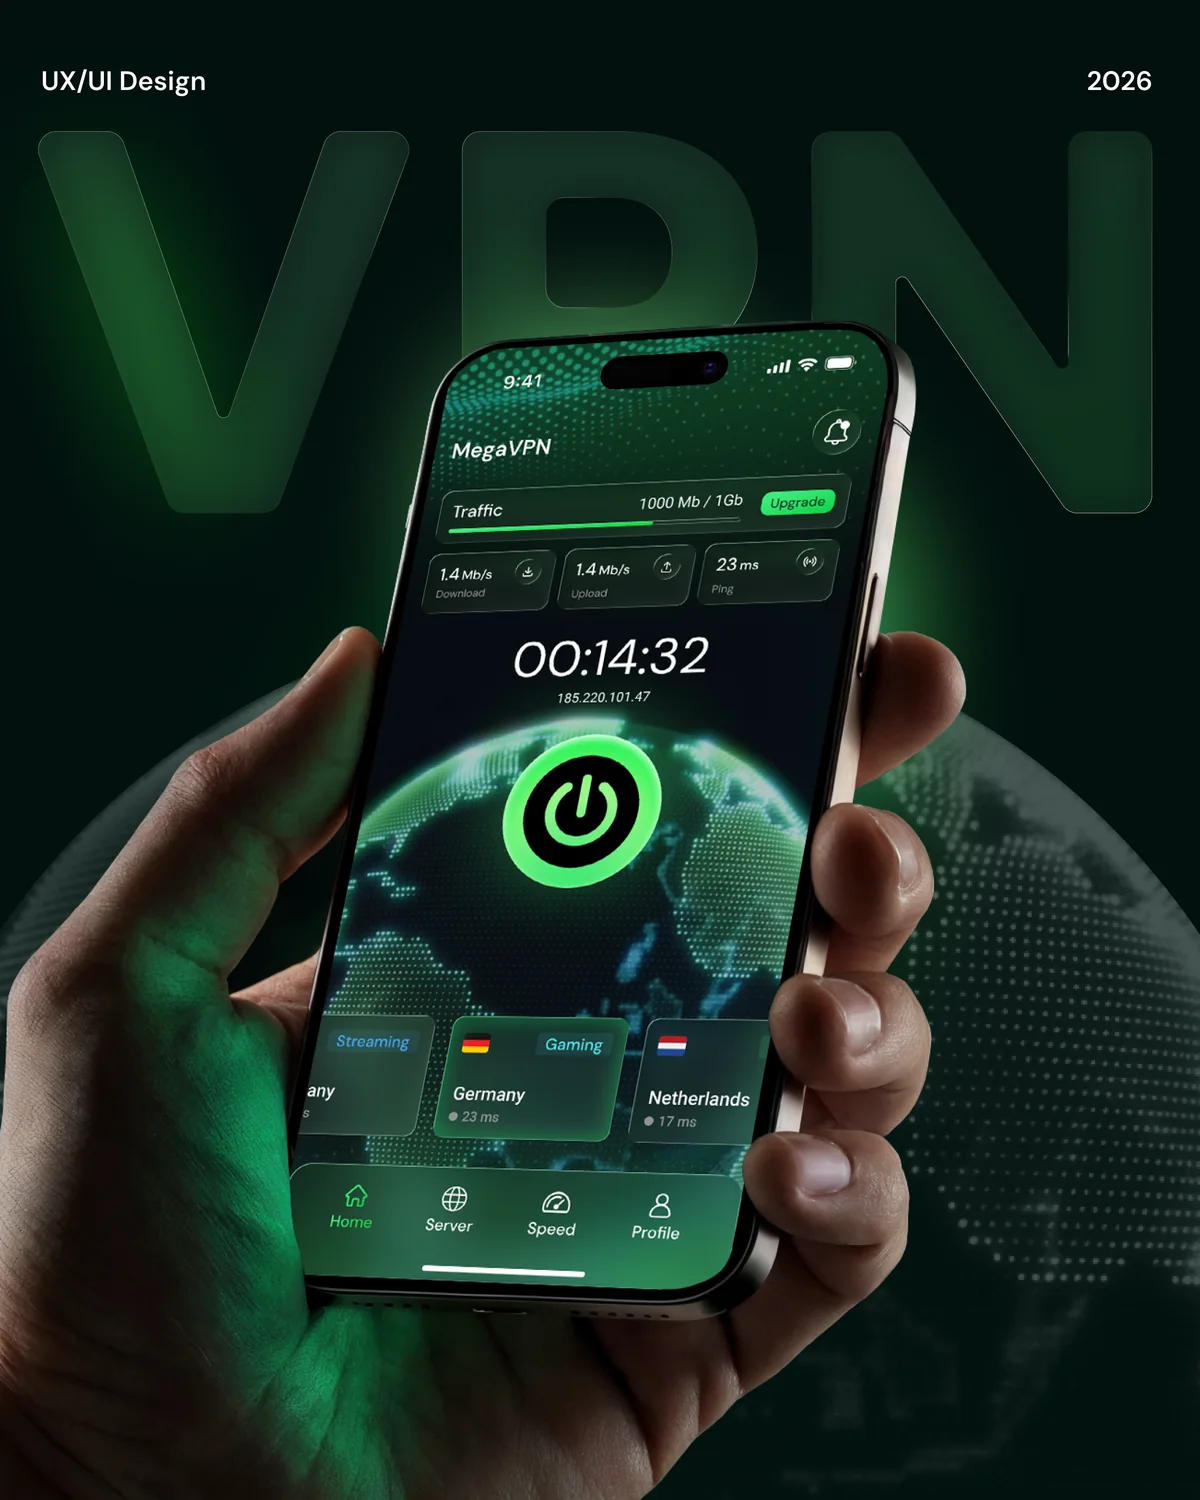 UX/UI Design
2026
VPN
9:41
MegaVPN
Traffic
1000 Mb / 1Gb
Upgrade
1.4 Mb/s
Download
1.4 Mb/s
Upload
23 ms
Ping
00:14:32
185.220.101.47
Streaming
any
s
Gaming
Germany
23 ms
Netherlands
17 ms
Home
Server
Speed
Profile